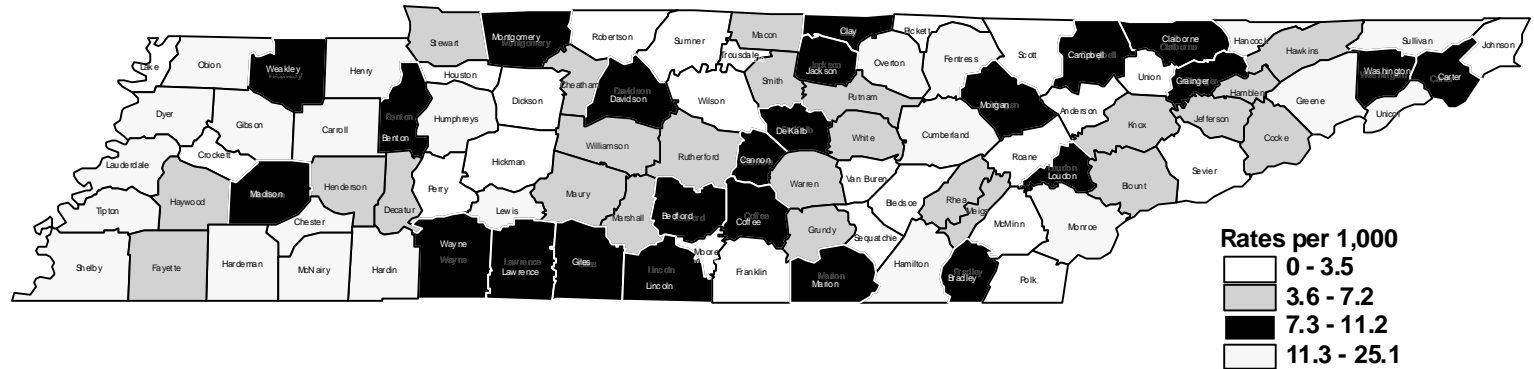 Stewart
Montgomery
Robertson
Sumner
Macon
Trousdale
Clay
Pickett
Scott
Campbell
Claiborne
Hancock
Hawkins
Sullivan
Johnson
Lake
Obion
Weakley
Henry
Houston
Cheatham
Davidson
Wilson
Smith
Jackson
Overton
Fentress
Morgan
Anderson
Union
Grainger
Hamblen
Greene
Washington
Carter
Unicoi
Dyer
Gibson
Carroll
Benton
Humphreys
Dickson
Williamson
Rutherford
De Kalb
Putnam
White
Cumberland
Roane
Knox
Jefferson
Cocke
Sevier
Lauderdale
Crockett
Haywood
Madison
Henderson
Decatur
Perry
Hickman
Maury
Cannon
Warren
Van Buren
Bledsoe
Rhea
Meigs
Loudon
Blount
Monroe
Tipton
Chester
Lewis
Marshall
Bedford
Coffee
Grundy
Sequatchie
McMinn
Shelby
Fayette
Hardeman
McNairy
Hardin
Wayne
Lawrence
Giles
Lincoln
Moore
Franklin
Marion
Hamilton
Bradley
Polk
Rates per 1,000
0 - 3.5
3.6 - 7.2
7.3 - 11.2
11.3 - 25.1